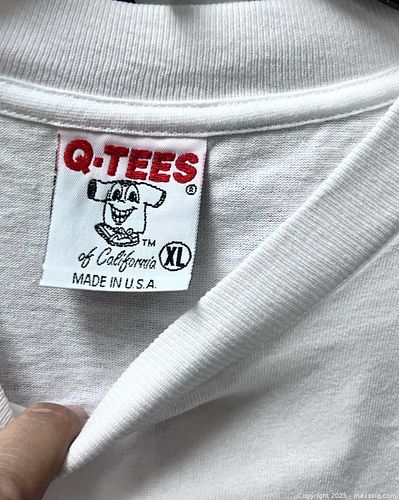 Q-TEES®
TM
of California XL
MADE IN U.S.A.
Copyright 2025 • maxsold.com